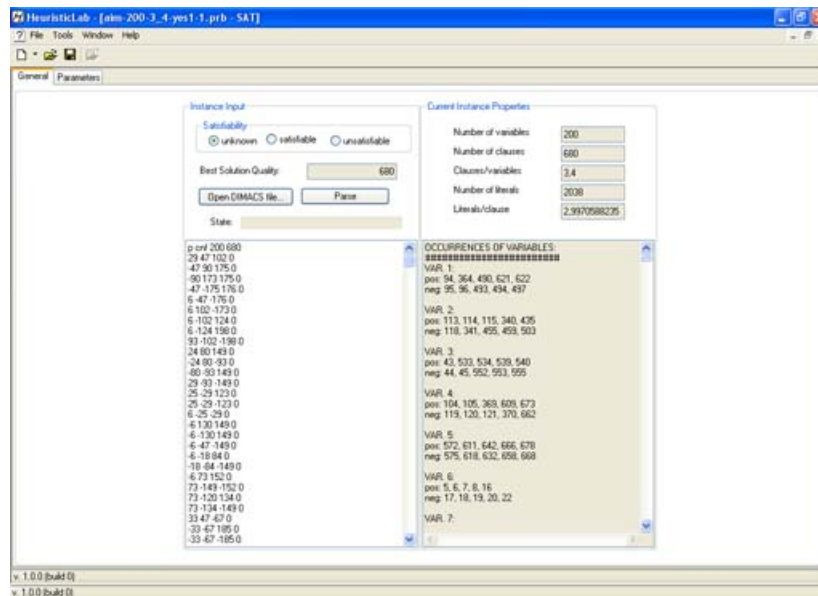 HeuristicLab - [aim-200-3_4-yes1-1.prb - SAT]
File Tools Window Help
General Parameters
Instance Input
Satisfiability
unknown satisfiable unsatisfiable
Best Solution Quality: 680
Open DIMACS file... Parse
State:
Current Instance Properties
Number of variables 200
Number of clauses 680
Clauses/variables 3,4
Number of literals 2038
Literals/clause 2,9970588235
p cnf 200 680
29 47 102 0
-47 90 175 0
-90 173 175 0
-47 -175 176 0
6 -47 -176 0
6 102 -173 0
6 -102 124 0
6 -124 198 0
93 -102 -198 0
24 80 149 0
-24 80 -93 0
-80 -93 149 0
29 -93 -149 0
25 -29 123 0
25 -29 -123 0
6 -25 -29 0
-6 130 149 0
-6 -130 149 0
-6 -47 -149 0
-6 -18 84 0
-18 -84 -149 0
-6 73 152 0
73 -149 -152 0
73 -120 134 0
73 -134 -149 0
33 47 -67 0
-33 -67 185 0
-33 -67 -185 0
OCCURRENCES OF VARIABLES:
VAR. 1:
pos: 94, 364, 490, 621, 622
neg: 95, 96, 493, 494, 497
VAR. 2:
pos: 113, 114, 115, 340, 435
neg: 118, 341, 455, 459, 503
VAR. 3:
pos: 43, 533, 534, 539, 540
neg: 44, 45, 552, 553, 555
VAR. 4:
pos: 104, 105, 369, 609, 673
neg: 119, 120, 121, 370, 662
VAR. 5:
pos: 572, 611, 642, 666, 678
neg: 575, 618, 632, 658, 668
VAR. 6:
pos: 5, 6, 7, 8, 16
neg: 17, 18, 19, 20, 22
VAR. 7:
v. 1.0.0 (build 0)
v. 1.0.0 (build 0)